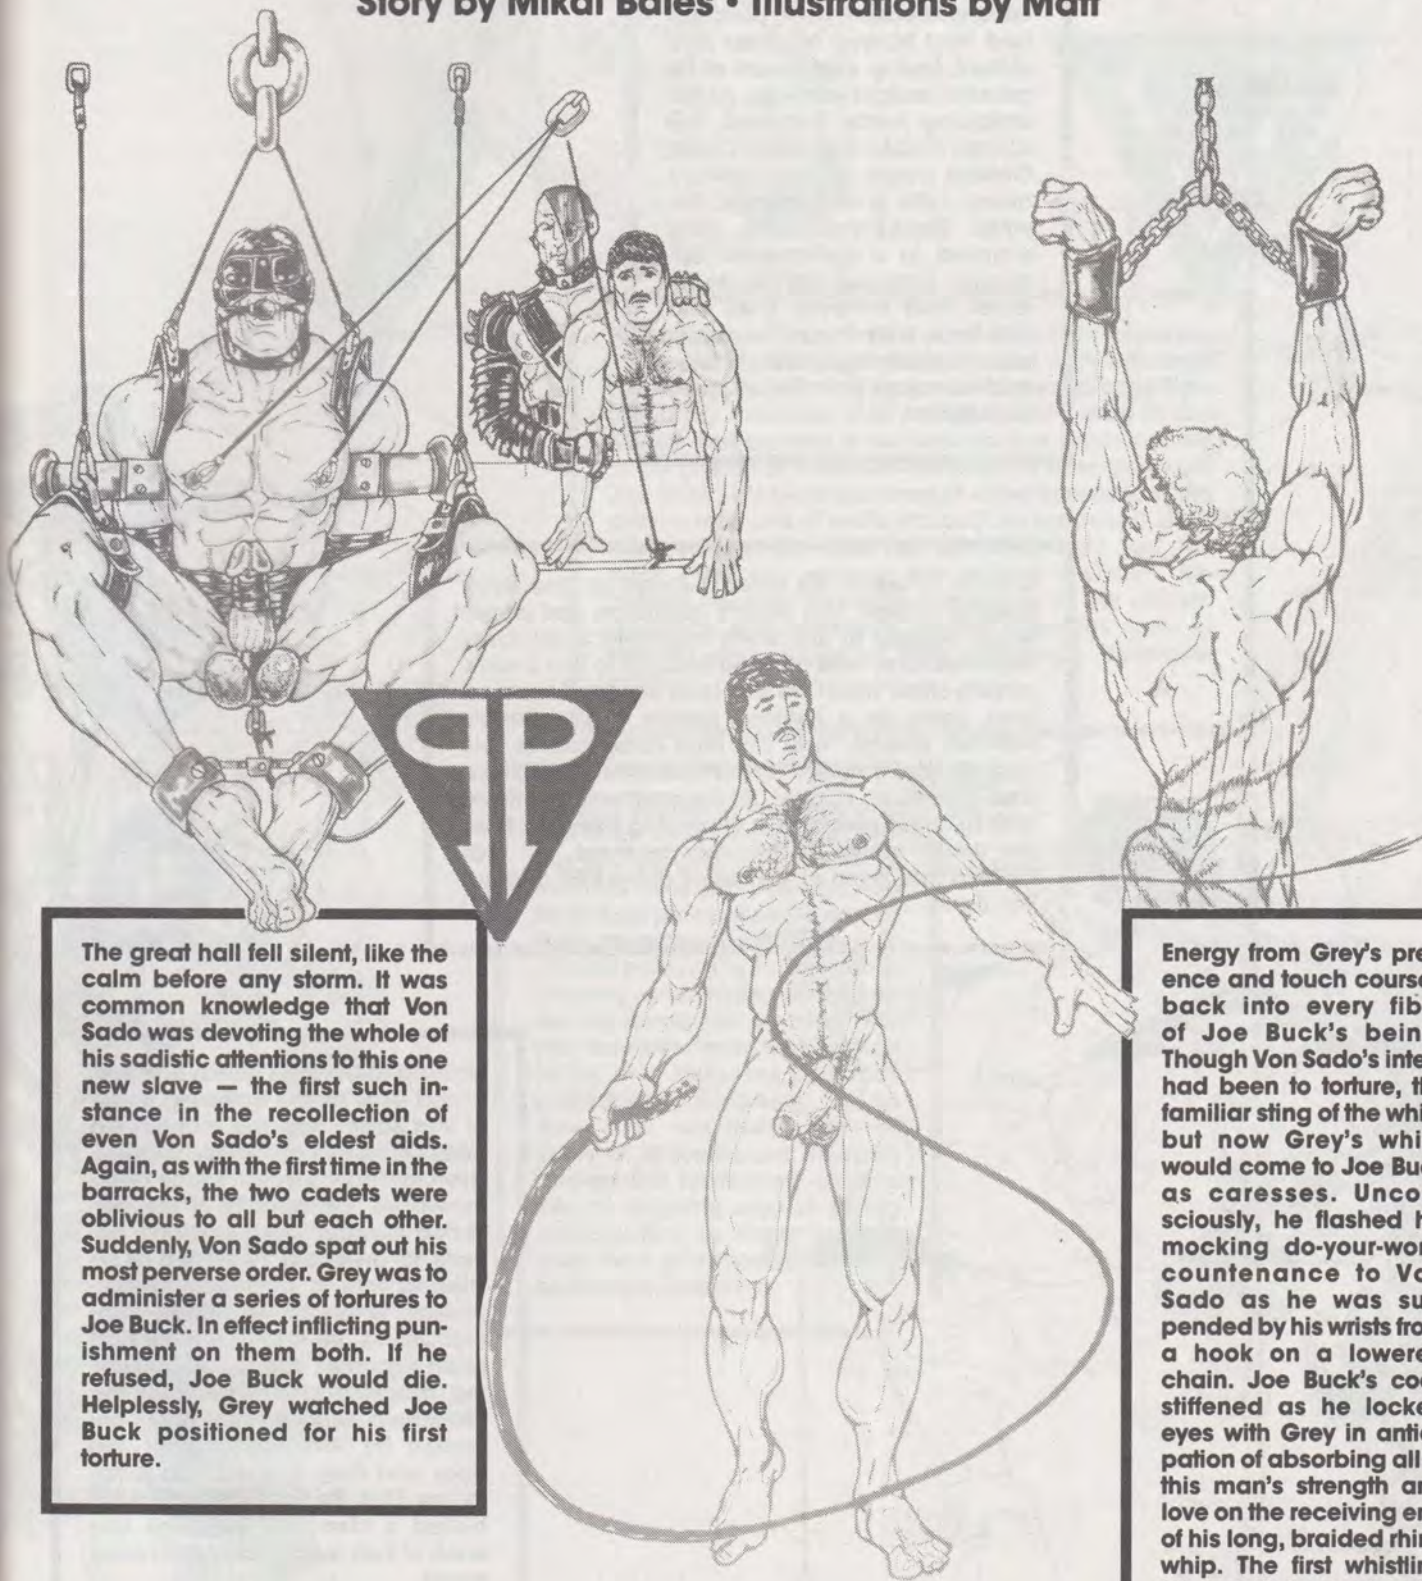 Story by Mikal Bales • Illustrations by Matt
The great hall fell silent, like the
calm before any storm. It was
common knowledge that Von
Sado was devoting the whole of
his sadistic attentions to this one
new slave — the first such in-
stance in the recollection of
even Von Sado's eldest aids.
Again, as with the first time in the
barracks, the two cadets were
oblivious to all but each other.
Suddenly, Von Sado spat out his
most perverse order. Grey was to
administer a series of tortures to
Joe Buck. In effect inflicting pun-
ishment on them both. If he
refused, Joe Buck would die.
Helplessly, Grey watched Joe
Buck positioned for his first
torture.
Energy from Grey's pre
ence and touch course
back into every fib
of Joe Buck's bein
Though Von Sado's inte
had been to torture, th
familiar sting of the whi
but now Grey's whi
would come to Joe Buc
as caresses. Unco
sciously, he flashed h
mocking do-your-wor
countenance to Vo
Sado as he was su
pended by his wrists fro
a hook on a lowere
chain. Joe Buck's coc
stiffened as he locke
eyes with Grey in antic
pation of absorbing all
this man's strength an
love on the receiving en
of his long, braided rhin
whip. The first whistlin